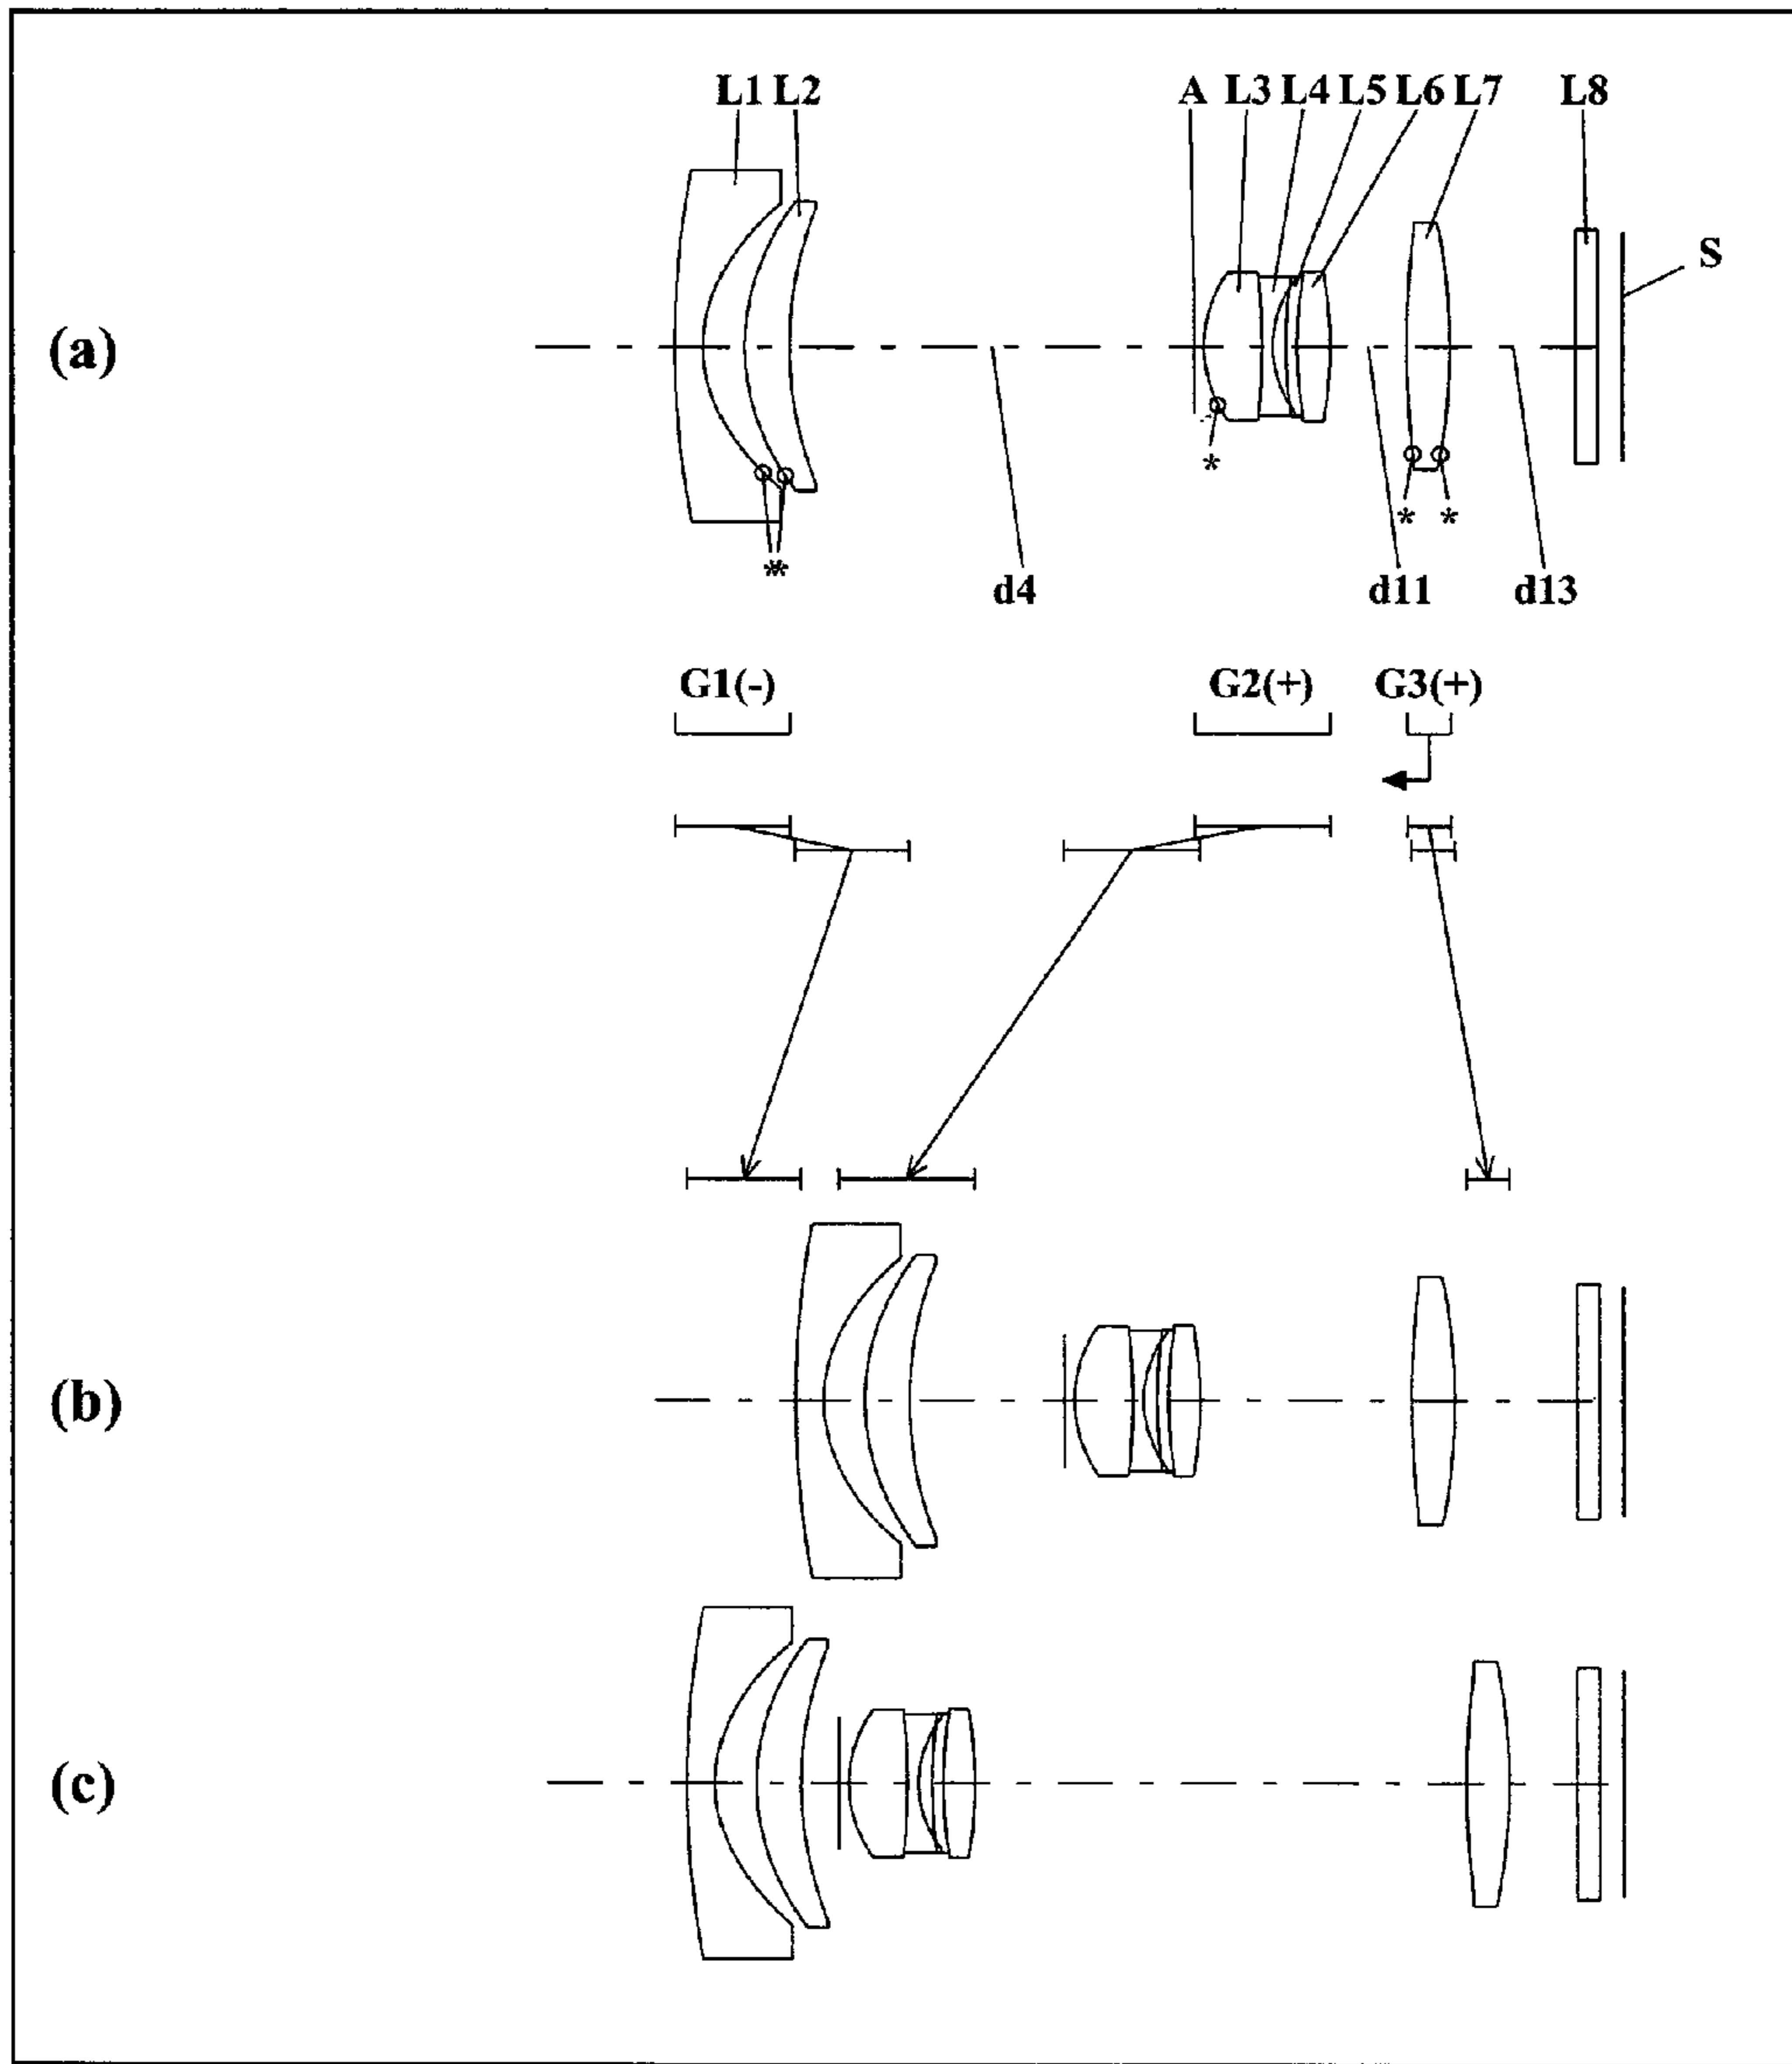 L1 L2 A L3 L4 L5 L6 L7 L8
S
(a)
*
* *
**
d4 d11 d13
G1(-) G2(+) G3(+)
(b)
(c)